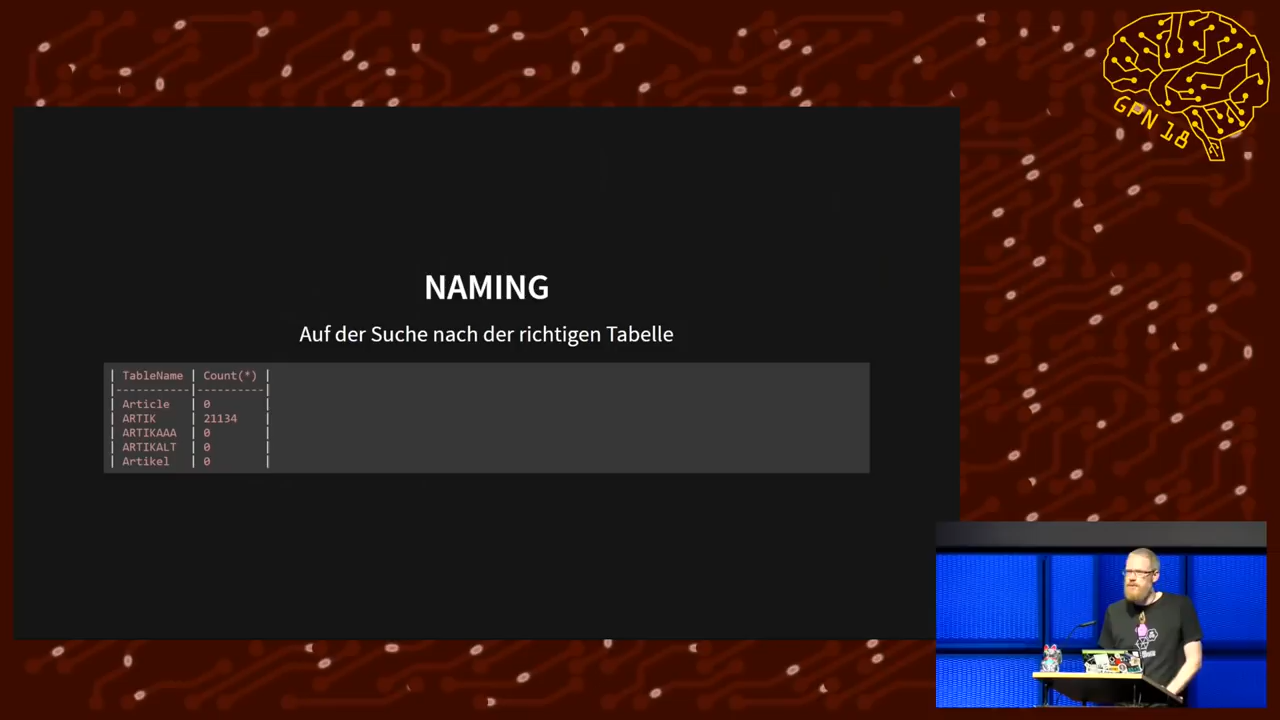 GPN 18
NAMING
Auf der Suche nach der richtigen Tabelle
| TableName | Count(*) |
|-----------|----------|
| Article | 0 |
| ARTIK | 21134 |
| ARTIKAAA | 0 |
| ARTIKALT | 0 |
| Artikel | 0 |